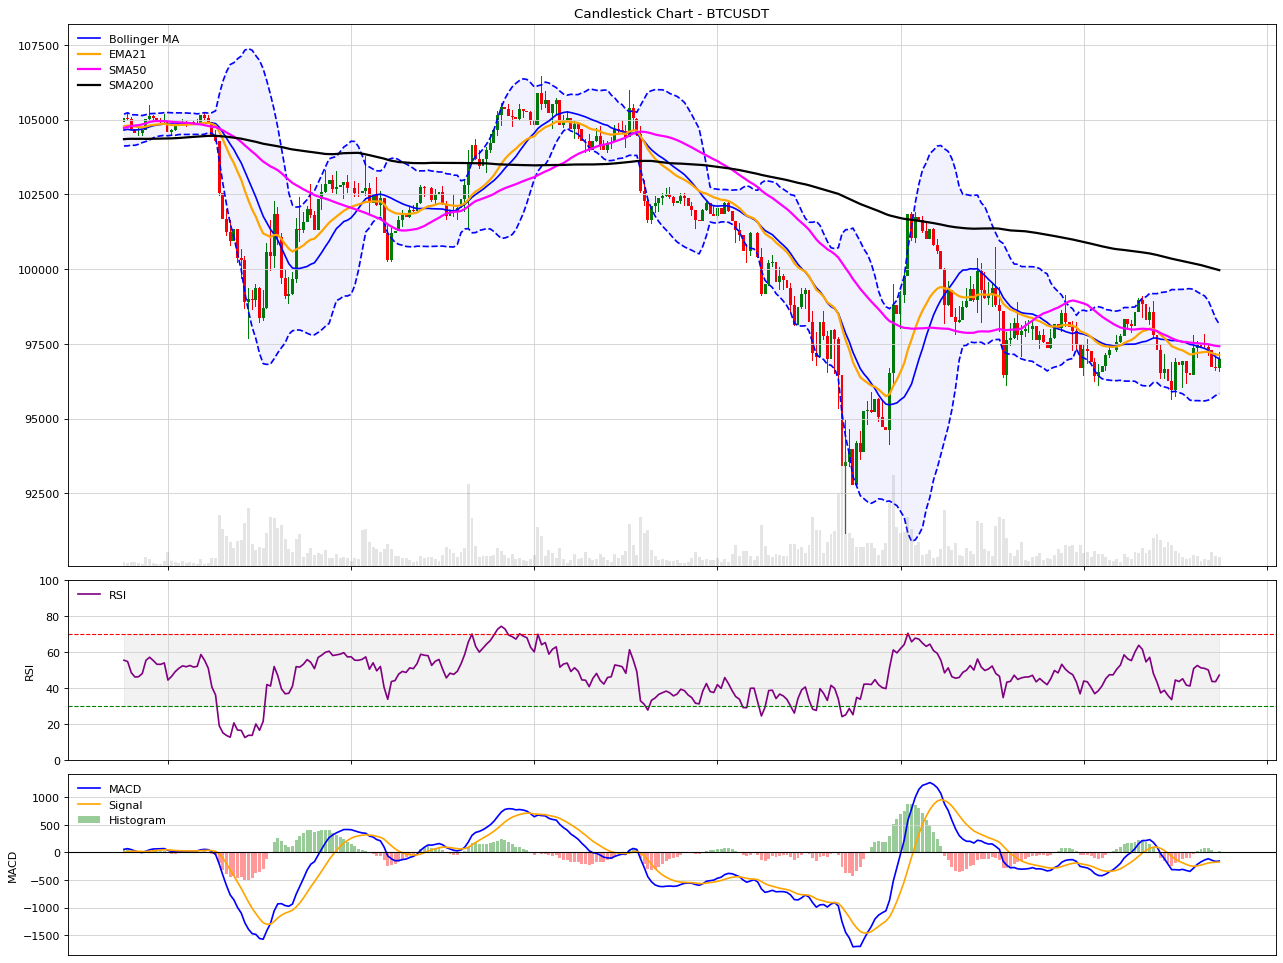 Candlestick Chart - BTCUSDT
Bollinger MA
EMA21
SMA50
SMA200
107500
105000
102500
100000
97500
95000
92500
RSI
RSI
100
80
60
40
20
0
MACD
MACD
Signal
Histogram
1000
500
0
−500
−1000
−1500